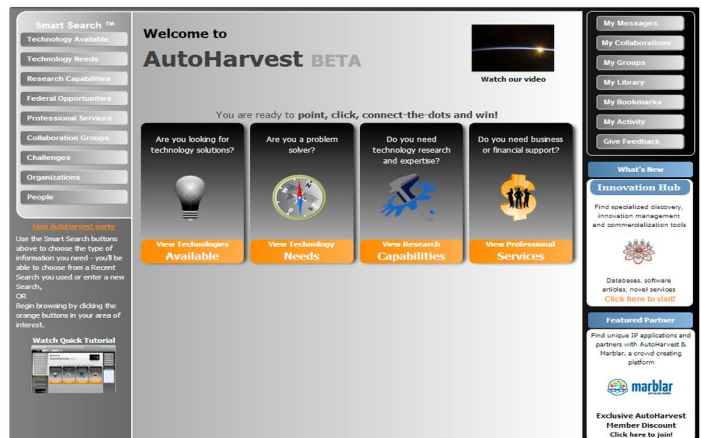 Smart Search ™
Technology Available
Technology Needs
Research Capabilities
Federal Opportunities
Professional Services
Collaboration Groups
Challenges
Organizations
People
How AutoHarvest works
Use the Smart Search buttons
above to choose the type of
information you need - you'll be
able to choose from a Recent
Search you used or enter a new
Search,
OR
Begin browsing by clicking the
orange buttons in your area of
interest.
Watch Quick Tutorial
Welcome to
AutoHarvest BETA
Watch our video
You are ready to point, click, connect-the-dots and win!
Are you looking for
technology solutions?
View Technologies
Available
Are you a problem
solver?
View Technology
Needs
Do you need
technology research
and expertise?
View Research
Capabilities
Do you need business
or financial support?
View Professional
Services
My Messages
My Collaborations
My Groups
My Library
My Bookmarks
My Activity
Give Feedback
What's New
Innovation Hub
Find specialized discovery,
innovation management
and commercialization tools
Databases, software
articles, novel services
Click here to visit!
Featured Partner
Find unique IP applications and
partners with AutoHarvest &
Marblar, a crowd creating
platform
marblar
Exclusive AutoHarvest
Member Discount
Click here to join!